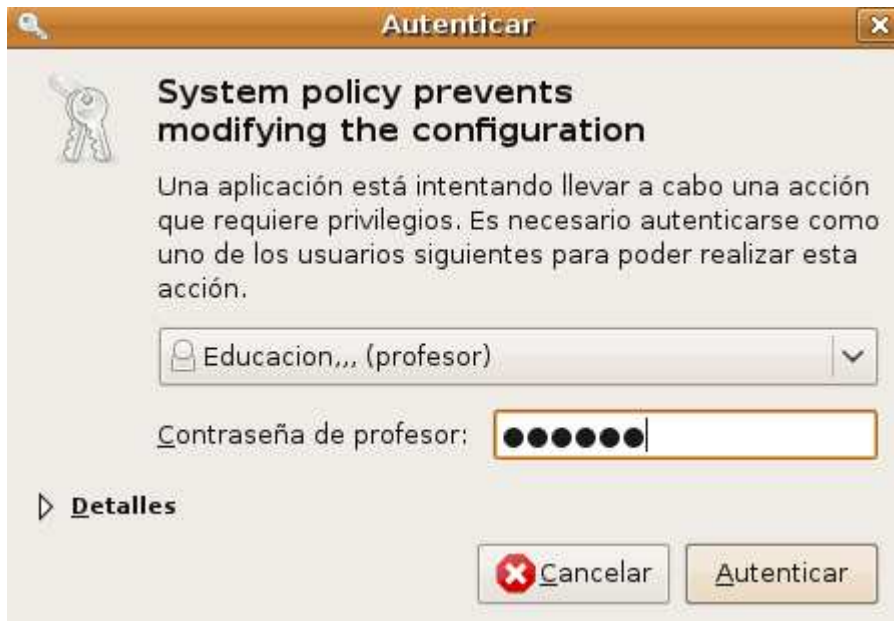 Autenticar
System policy prevents
modifying the configuration
Una aplicación está intentando llevar a cabo una acción
que requiere privilegios. Es necesario autenticarse como
uno de los usuarios siguientes para poder realizar esta
acción.
Educacion,,, (profesor)
Contraseña de profesor:
Detalles
Cancelar Autenticar